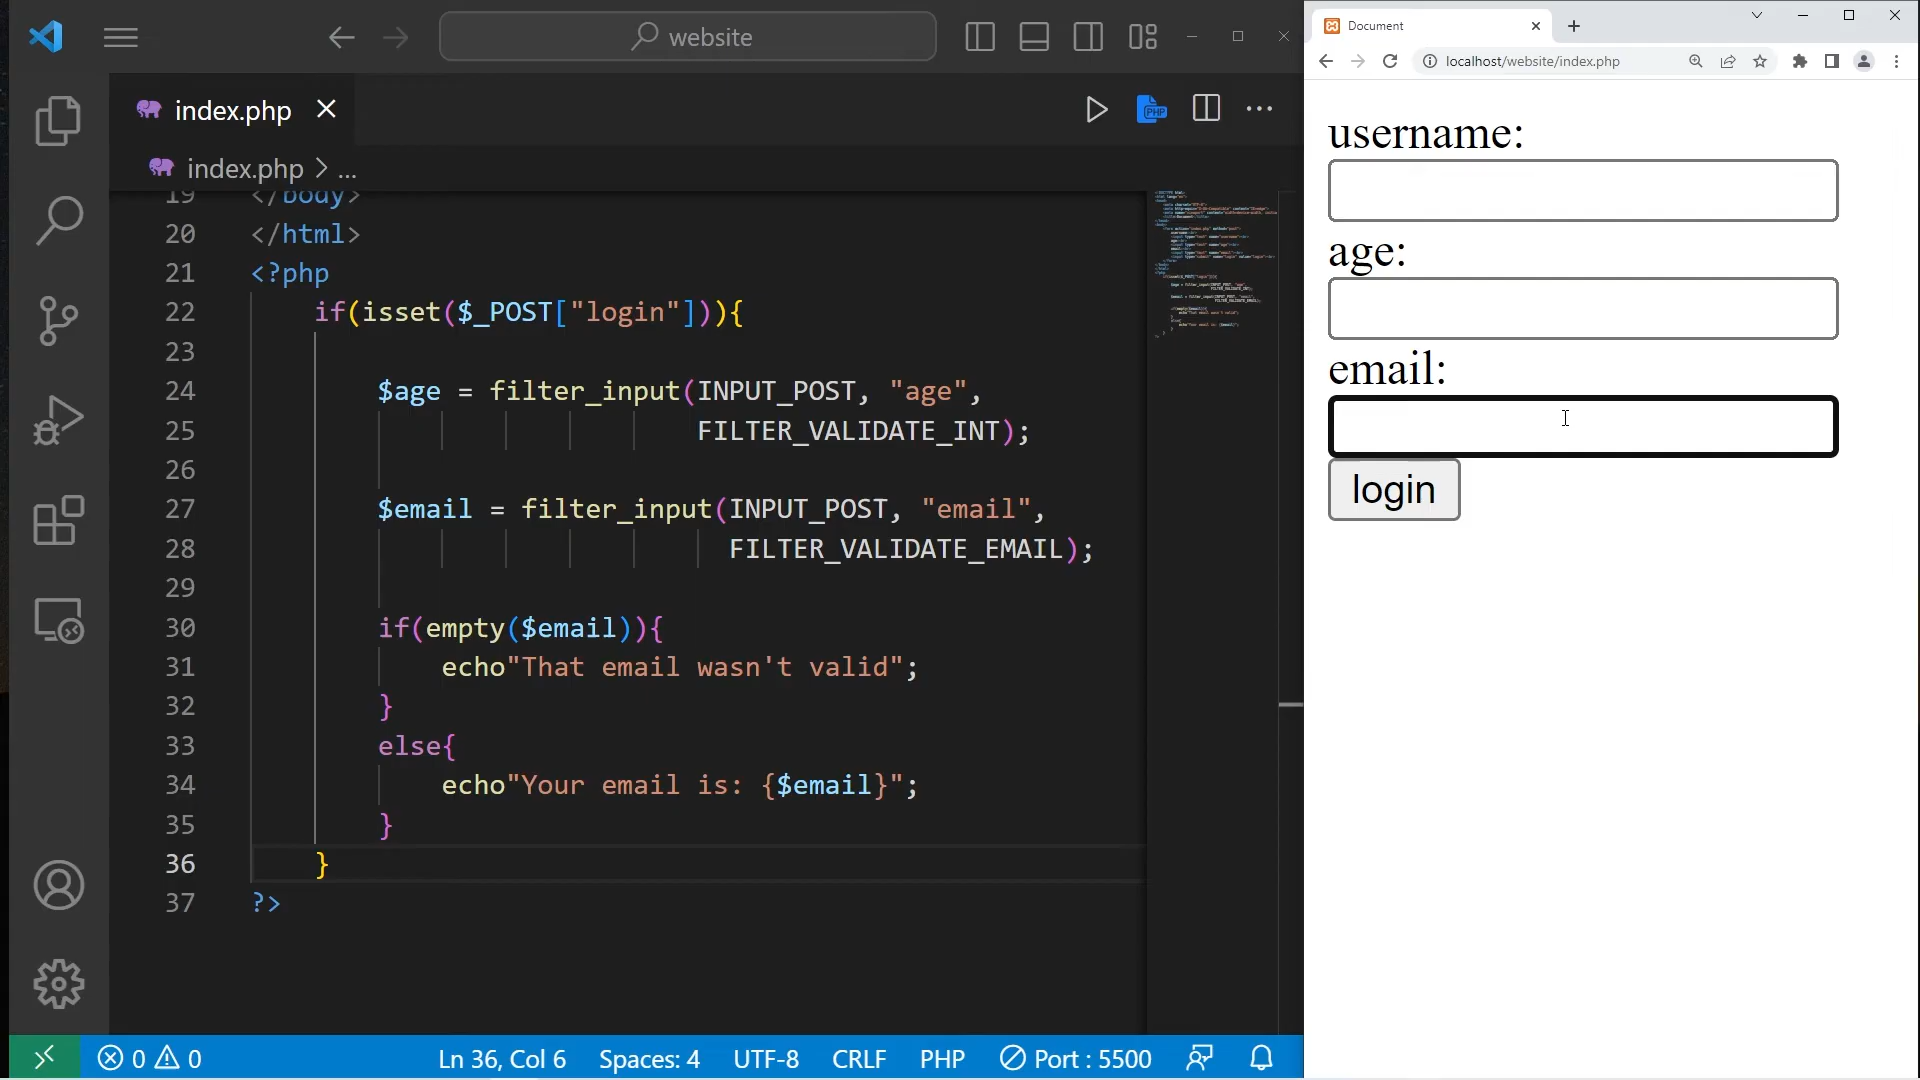 website
index.php
index.php > ...
19 </body>
20 </html>
21 <?php
22 if(isset($_POST["login"])){
23
24 $age = filter_input(INPUT_POST, "age",
25 FILTER_VALIDATE_INT);
26
27 $email = filter_input(INPUT_POST, "email",
28 FILTER_VALIDATE_EMAIL);
29
30 if(empty($email)){
31 echo"That email wasn't valid";
32 }
33 else{
34 echo"Your email is: {$email}";
35 }
36 }
37 ?>
0 0 Ln 36, Col 6 Spaces: 4 UTF-8 CRLF PHP Port : 5500
Document
localhost/website/index.php
username:
age:
email:
login